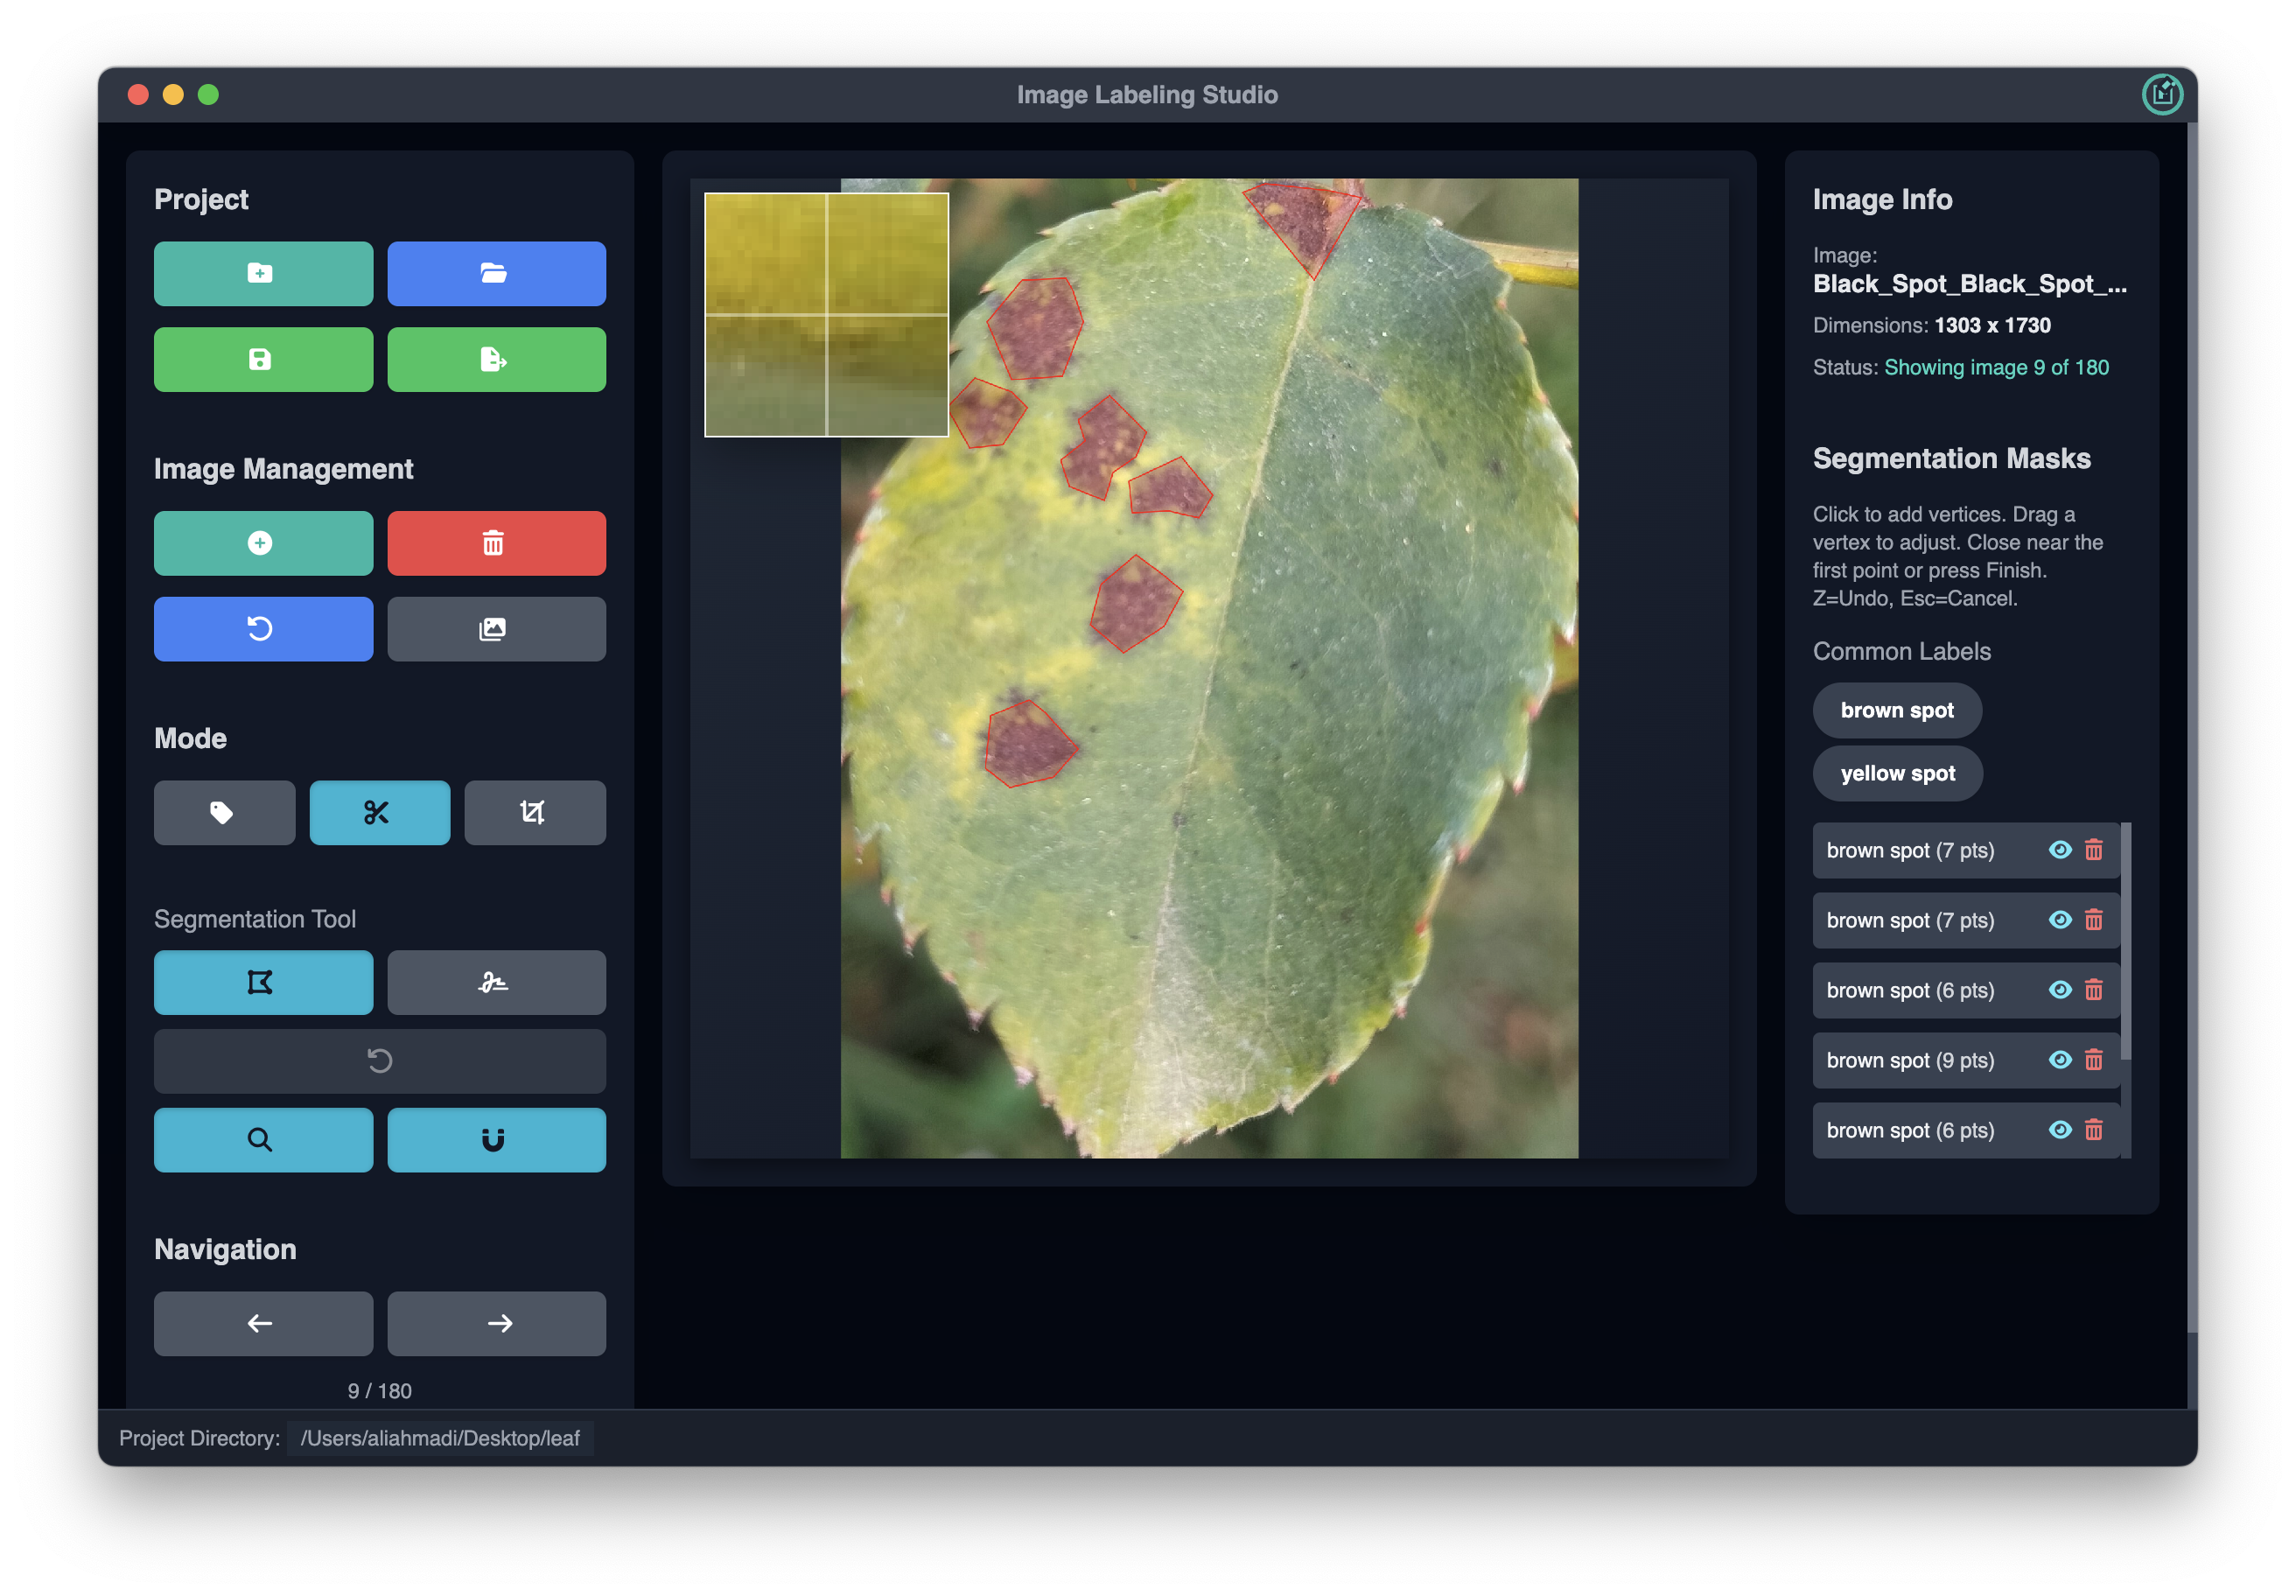 Image Labeling Studio
Project
Image Management
Mode
Segmentation Tool
Navigation
9 / 180
Image Info
Image:
Black_Spot_Black_Spot_...
Dimensions: 1303 x 1730
Status: Showing image 9 of 180
Segmentation Masks
Click to add vertices. Drag a
vertex to adjust. Close near the
first point or press Finish.
Z=Undo, Esc=Cancel.
Common Labels
brown spot
yellow spot
brown spot (7 pts)
brown spot (7 pts)
brown spot (6 pts)
brown spot (9 pts)
brown spot (6 pts)
Project Directory: /Users/aliahmadi/Desktop/leaf